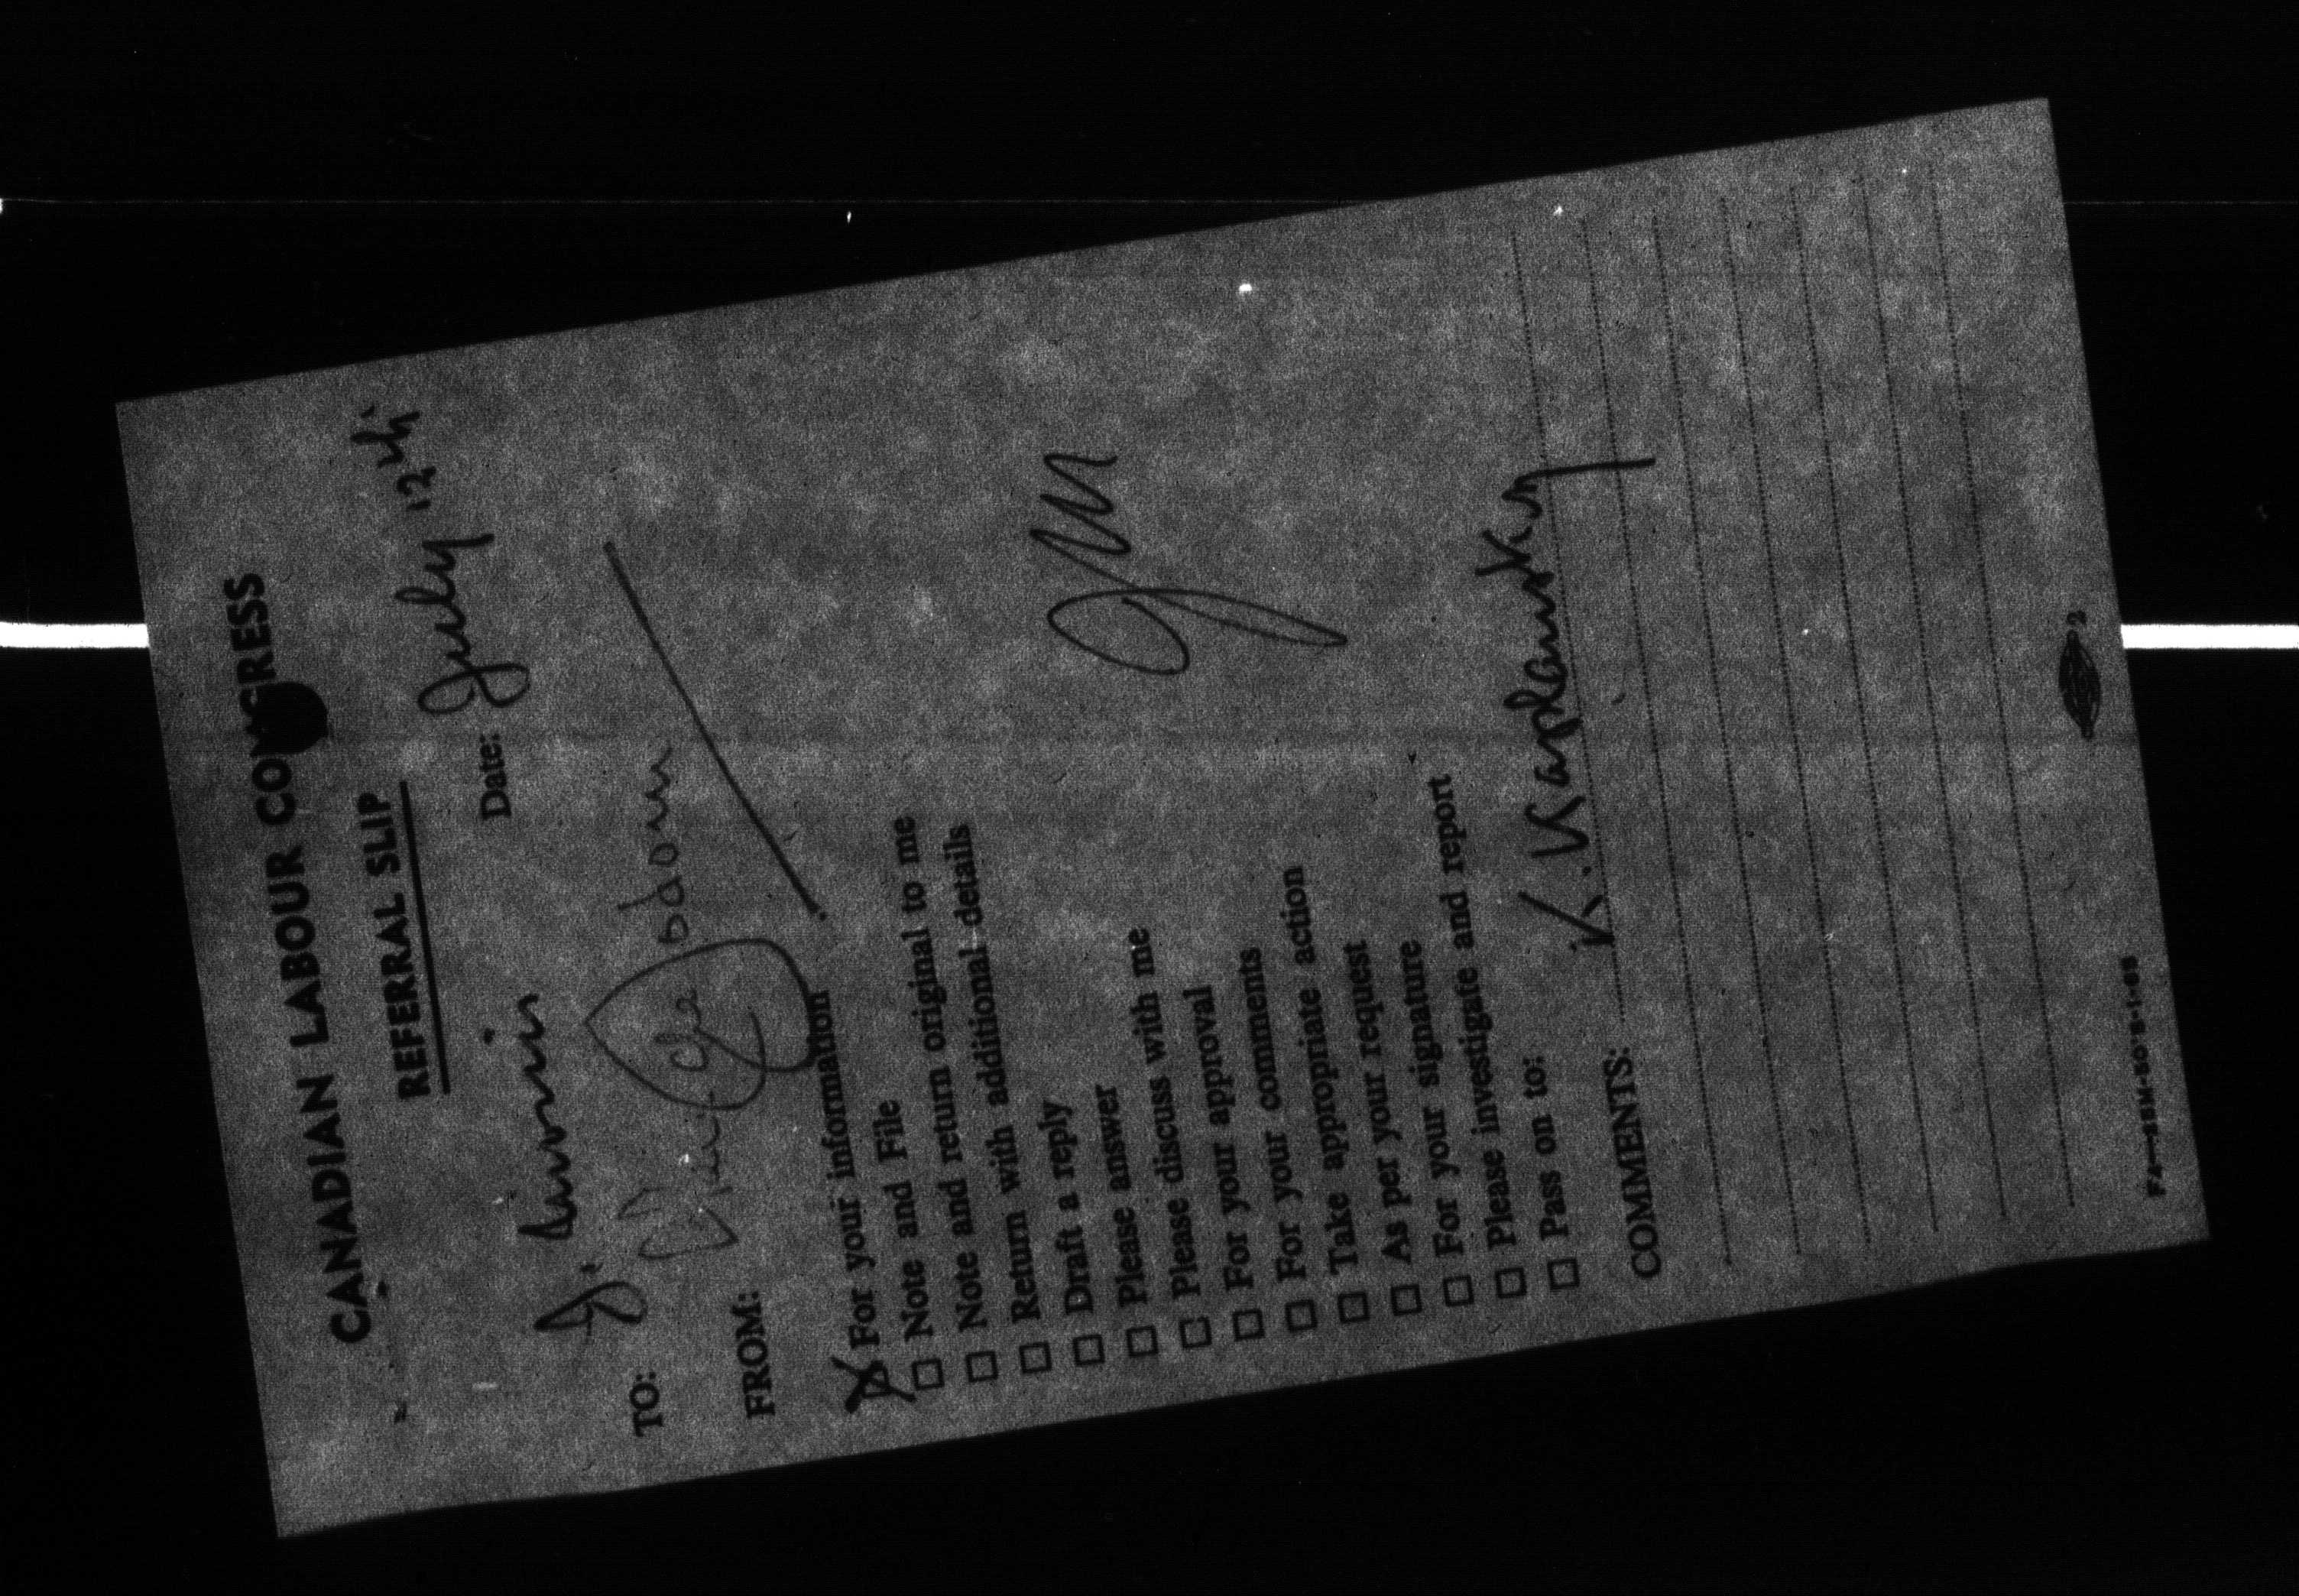 CANADIAN LABOUR CONGRESS
REFERRAL SLIP
Date: July 12th
TO: J.
FROM:
X For your information
☐ Note and File
☐ Note and return original to me
☐ Return with additional details
☐ Draft a reply
☐ Please answer
☐ Please discuss with me
☐ For your approval
☐ For your comments
☐ Take appropriate action
☐ As per your request
☐ For your signature
☐ Please investigate and report
☐ Pass on to:
K. Kaplansky
COMMENTS:
2